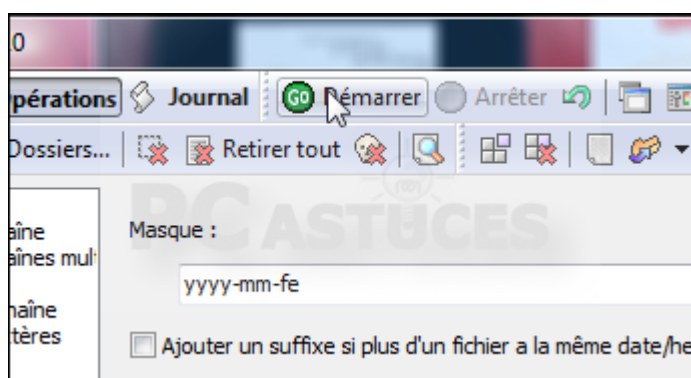 .0
pérations Journal GO Démarrer Arrêter
Dossiers... Retirer tout
PC ASTUCES
aîne
aînes mul
haîne
tères
Masque :
yyyy-mm-fe
Ajouter un suffixe si plus d'un fichier a la même date/he